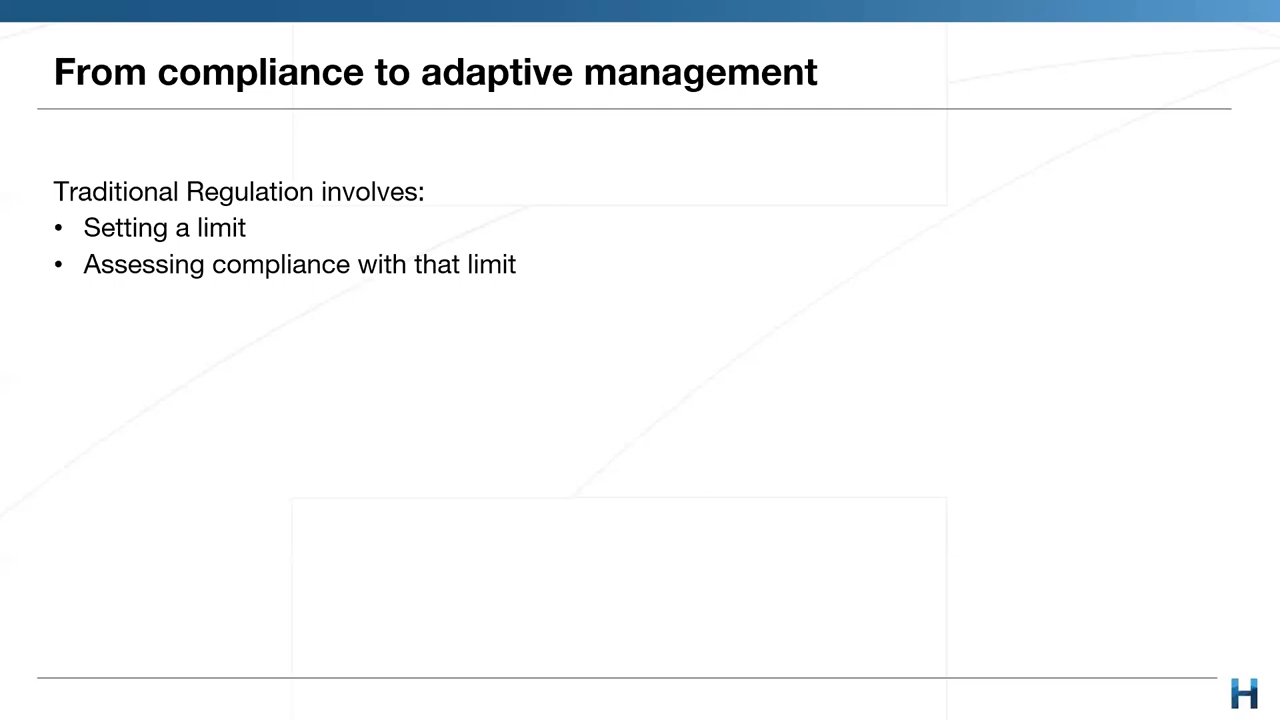 From compliance to adaptive management
Traditional Regulation involves:
• Setting a limit
• Assessing compliance with that limit
H